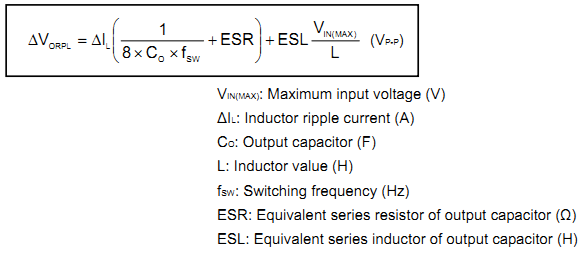 ΔV_ORPL = ΔI_L ( 1 / (8 × C_o × f_sw) + ESR ) + ESL V_IN(MAX) / L (V_P-P)
V_IN(MAX): Maximum input voltage (V)
ΔI_L: Inductor ripple current (A)
C_O: Output capacitor (F)
L: Inductor value (H)
f_SW: Switching frequency (Hz)
ESR: Equivalent series resistor of output capacitor (Ω)
ESL: Equivalent series inductor of output capacitor (H)